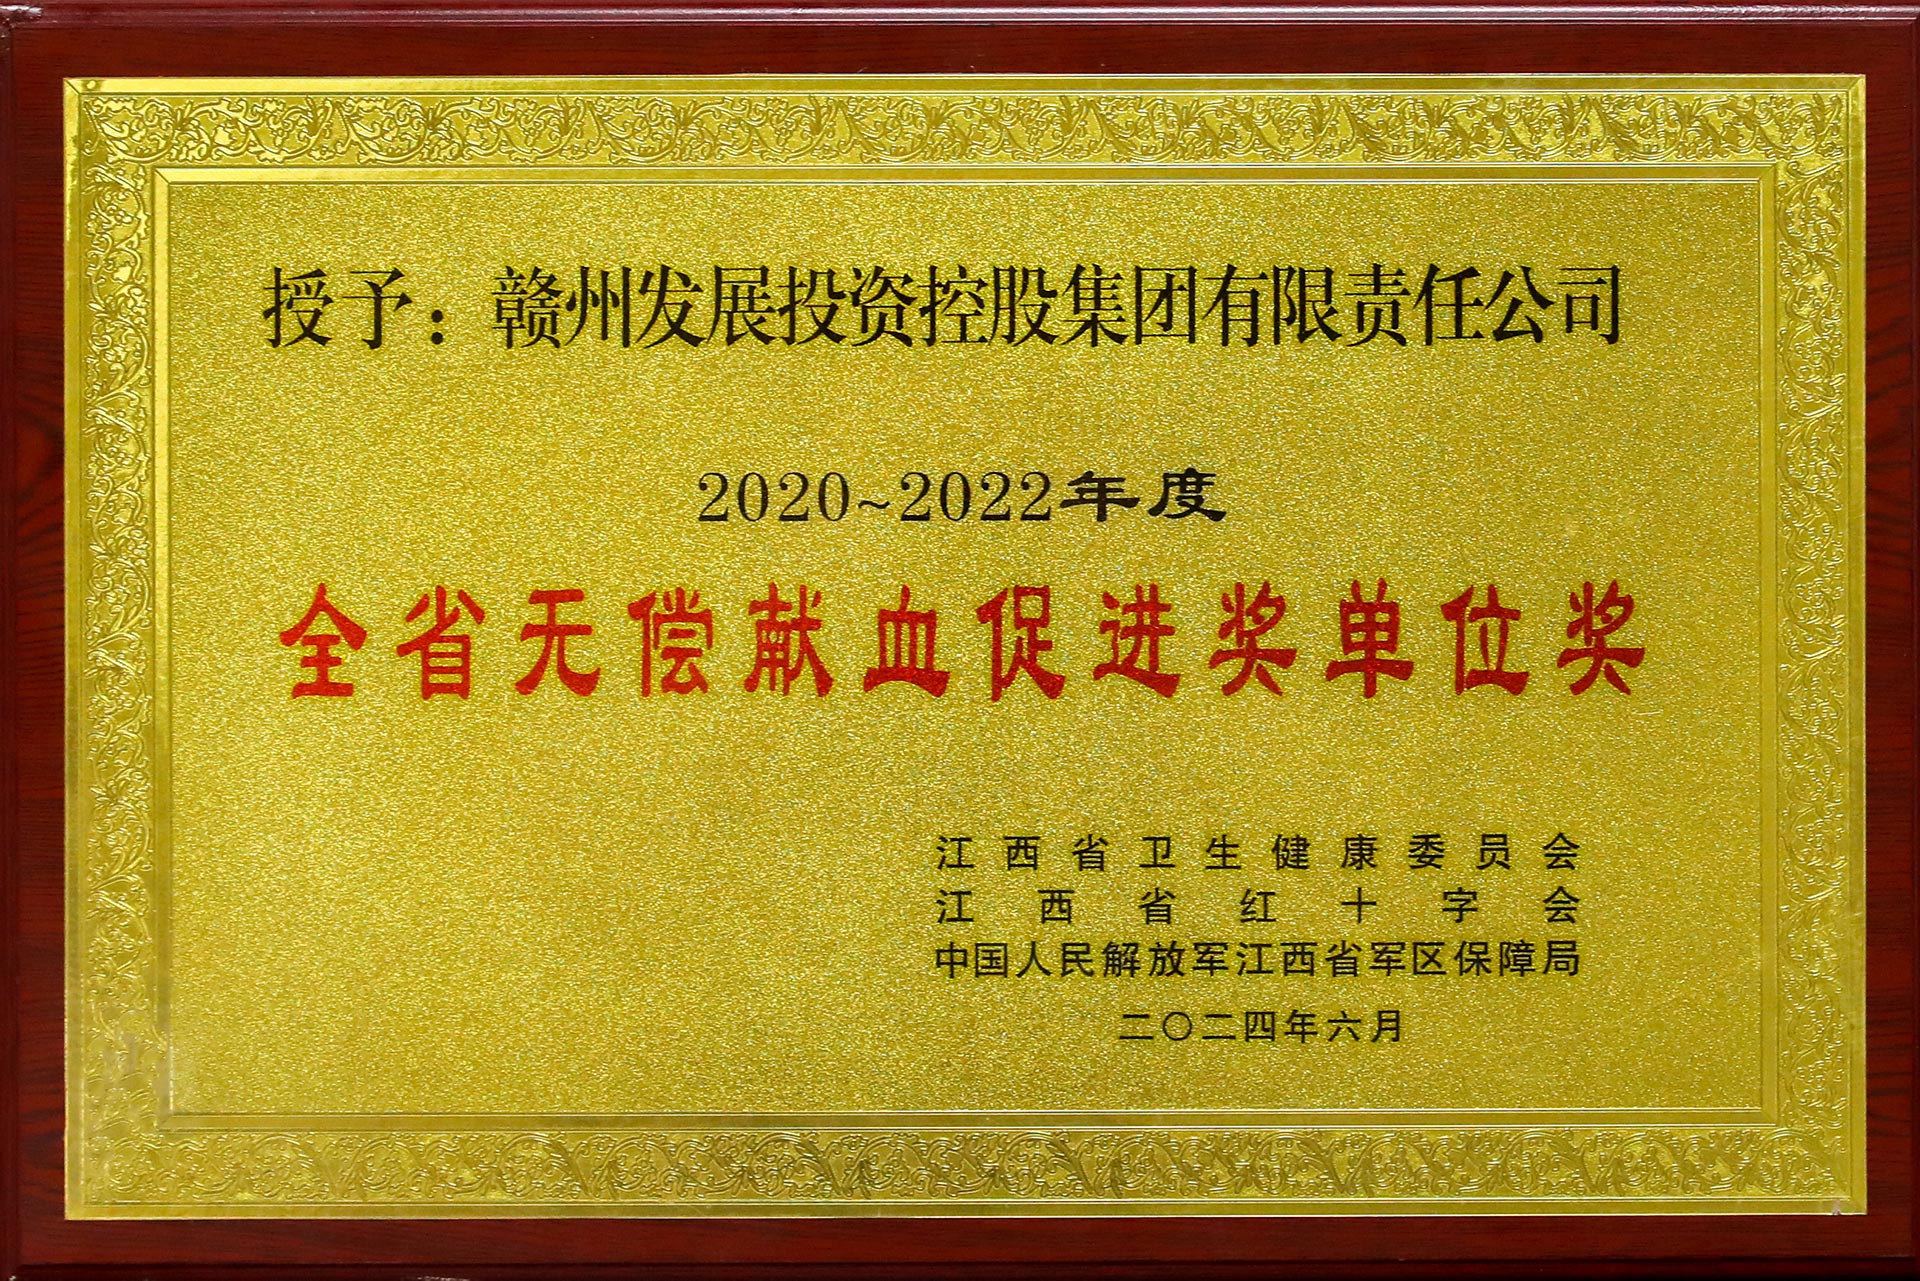 授予：赣州发展投资控股集团有限责任公司
2020~2022年度
全省无偿献血促进奖单位奖
江西省卫生健康委员会
江西省红十字会
中国人民解放军江西省军区保障局
二〇二四年六月